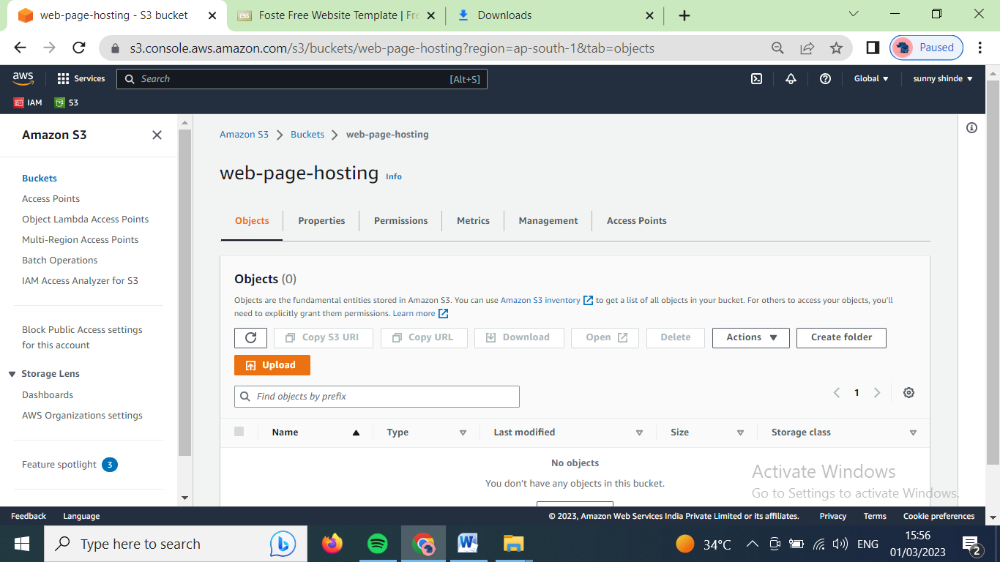 web-page-hosting - S3 bucket
Foste Free Website Template | Fre
Downloads
s3.console.aws.amazon.com/s3/buckets/web-page-hosting?region=ap-south-1&tab=objects
Paused
aws
Services
Search
[Alt+S]
Global
sunny shinde
IAM
S3
Amazon S3
Buckets
Access Points
Object Lambda Access Points
Multi-Region Access Points
Batch Operations
IAM Access Analyzer for S3
Block Public Access settings
for this account
Storage Lens
Dashboards
AWS Organizations settings
Feature spotlight 3
Amazon S3 > Buckets > web-page-hosting
web-page-hosting Info
Objects
Properties
Permissions
Metrics
Management
Access Points
Objects (0)
Objects are the fundamental entities stored in Amazon S3. You can use Amazon S3 inventory to get a list of all objects in your bucket. For others to access your objects, you'll
need to explicitly grant them permissions. Learn more
Copy S3 URI
Copy URL
Download
Open
Delete
Actions
Create folder
Upload
Find objects by prefix
1
Name
Type
Last modified
Size
Storage class
No objects
You don't have any objects in this bucket.
Activate Windows
Go to Settings to activate Windows.
Feedback
Language
© 2023, Amazon Web Services India Private Limited or its affiliates.
Privacy
Terms
Cookie preferences
Type here to search
34°C
ENG
15:56
01/03/2023
2